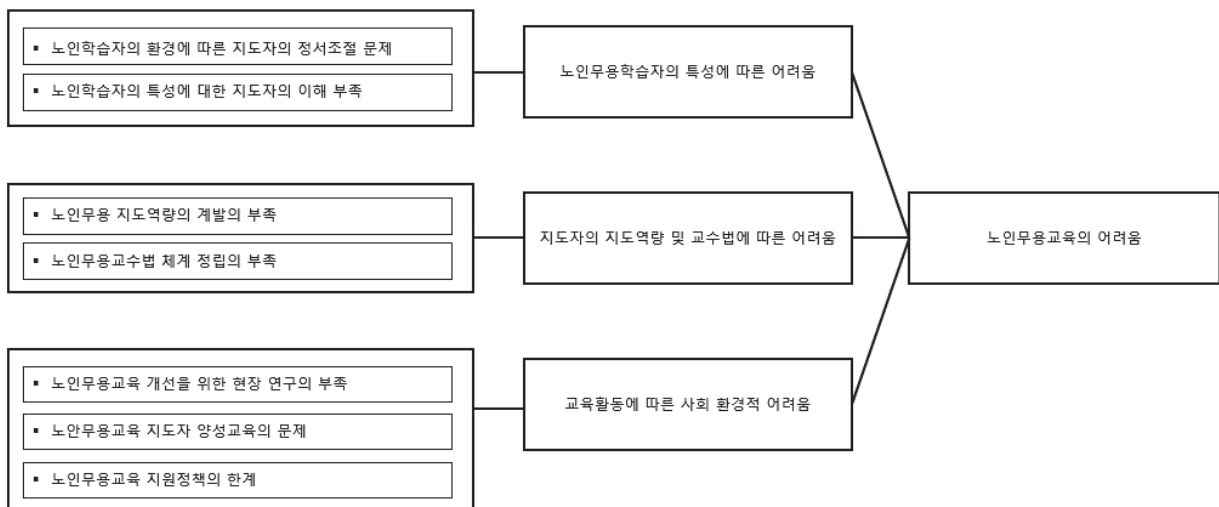 ▪ 노인학습자의 환경에 따른 지도자의 정서조절 문제
▪ 노인학습자의 특성에 대한 지도자의 이해 부족
노인무용학습자의 특성에 따른 어려움
▪ 노인무용 지도역량의 계발의 부족
▪ 노인무용교수법 체계 정립의 부족
지도자의 지도역량 및 교수법에 따른 어려움
노인무용교육의 어려움
▪ 노인무용교육 개선을 위한 현장 연구의 부족
▪ 노안무용교육 지도자 양성교육의 문제
▪ 노인무용교육 지원정책의 한계
교육활동에 따른 사회 환경적 어려움